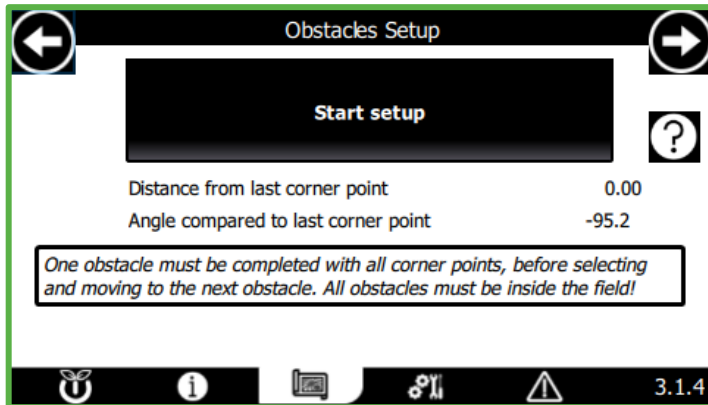 Obstacles Setup
Start setup
?
Distance from last corner point 0.00
Angle compared to last corner point -95.2
One obstacle must be completed with all corner points, before selecting
and moving to the next obstacle. All obstacles must be inside the field!
3.1.4